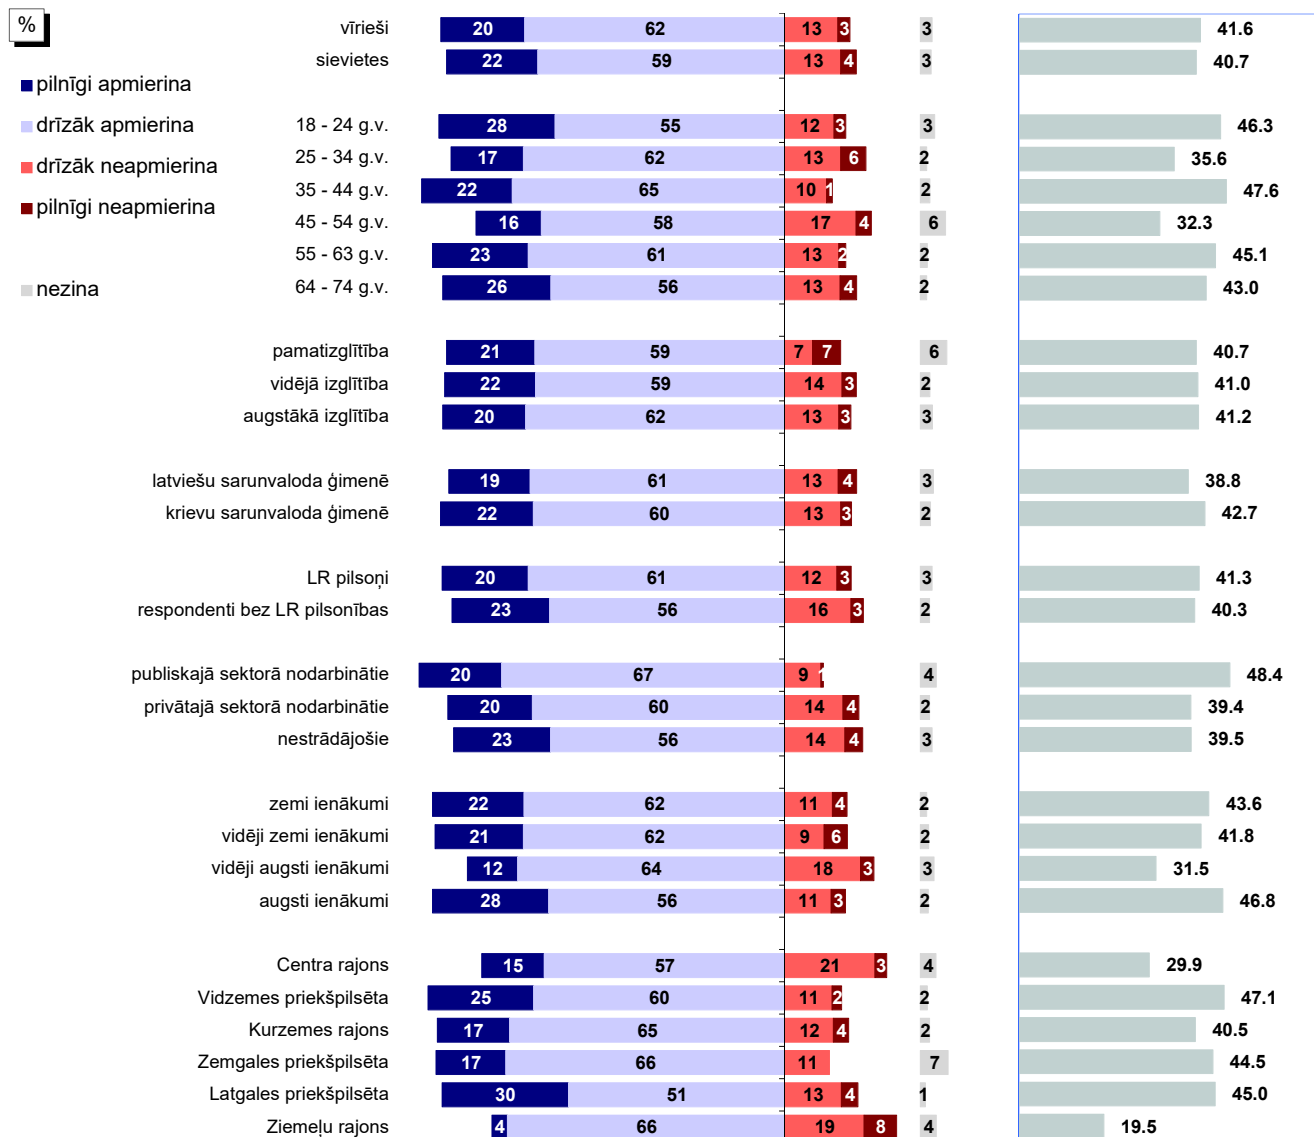 %
pilnīgi apmierina
drīzāk apmierina
drīzāk neapmierina
pilnīgi neapmierina
nezina
vīrieši 20 62 13 3 3 41.6
sievietes 22 59 13 4 3 40.7
18 - 24 g.v. 28 55 12 3 3 46.3
25 - 34 g.v. 17 62 13 6 2 35.6
35 - 44 g.v. 22 65 10 1 2 47.6
45 - 54 g.v. 16 58 17 4 6 32.3
55 - 63 g.v. 23 61 13 2 2 45.1
64 - 74 g.v. 26 56 13 4 2 43.0
pamatizglītība 21 59 7 7 6 40.7
vidējā izglītība 22 59 14 3 2 41.0
augstākā izglītība 20 62 13 3 3 41.2
latviešu sarunvaloda ģimenē 19 61 13 4 3 38.8
krievu sarunvaloda ģimenē 22 60 13 3 2 42.7
LR pilsoņi 20 61 12 3 3 41.3
respondenti bez LR pilsonības 23 56 16 3 2 40.3
publiskajā sektorā nodarbinātie 20 67 9 1 4 48.4
privātajā sektorā nodarbinātie 20 60 14 4 2 39.4
nestrādājošie 23 56 14 4 3 39.5
zemi ienākumi 22 62 11 4 2 43.6
vidēji zemi ienākumi 21 62 9 6 2 41.8
vidēji augsti ienākumi 12 64 18 3 3 31.5
augsti ienākumi 28 56 11 3 2 46.8
Centra rajons 15 57 21 3 4 29.9
Vidzemes priekšpilsēta 25 60 11 2 2 47.1
Kurzemes rajons 17 65 12 4 2 40.5
Zemgales priekšpilsēta 17 66 11 7 44.5
Latgales priekšpilsēta 30 51 13 4 1 45.0
Ziemeļu rajons 4 66 19 8 4 19.5